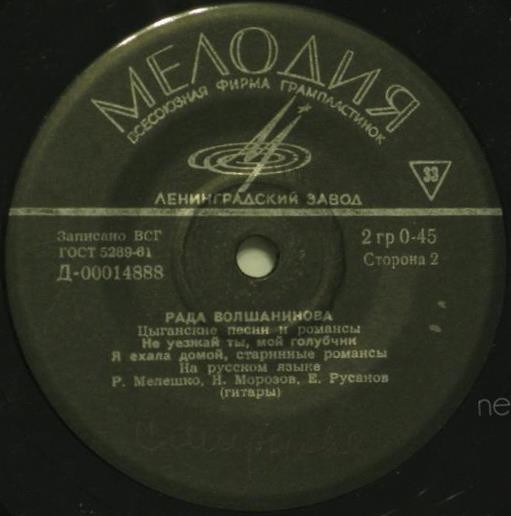 МЕЛОДИЯ
ВСЕСОЮЗНАЯ ФИРМА ГРАМПЛАСТИНОК
33
ЛЕНИНГРАДСКИЙ ЗАВОД
Записано ВСГ
ГОСТ 5289-61
Д-00014888
2 гр 0-45
Сторона 2
РАДА ВОЛШАНИНОВА
Цыганские песни и романсы
Не уезжай ты, мой голубчик
Я ехала домой, старинные романсы
На русском языке
Р. Мелешко, Н. Морозов, Е. Русанов
(гитары)
ne